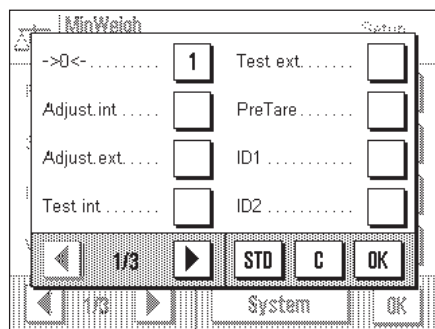 MinWeigh
Setup
->0<-......... 1
Test ext.......
Adjust.int.....
PreTare........
Adjust.ext.....
ID1............
Test int.......
ID2............
1/3
STD
C
OK
1/3
System
OK